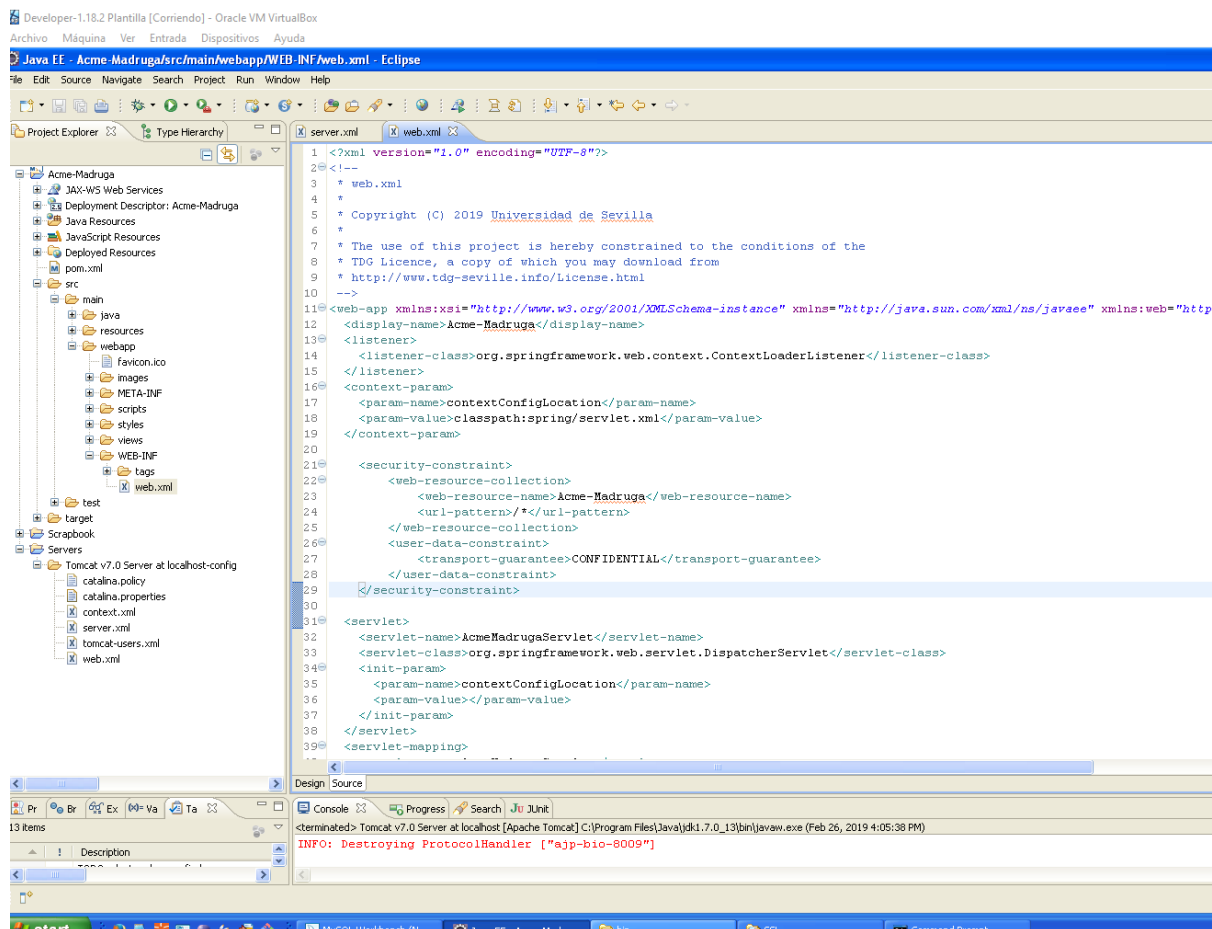 Developer-1.18.2 Plantilla [Corriendo] - Oracle VM VirtualBox
Archivo Máquina Ver Entrada Dispositivos Ayuda
Java EE - Acme-Madruga/src/main/webapp/WEB-INF/web.xml - Eclipse
File Edit Source Navigate Search Project Run Window Help
Project Explorer Type Hierarchy
server.xml web.xml
Acme-Madruga
JAX-WS Web Services
Deployment Descriptor: Acme-Madruga
Java Resources
JavaScript Resources
Deployed Resources
pom.xml
src
main
java
resources
webapp
favicon.ico
images
META-INF
scripts
styles
views
WEB-INF
tags
web.xml
test
target
Scrapbook
Servers
Tomcat v7.0 Server at localhost-config
catalina.policy
catalina.properties
context.xml
server.xml
tomcat-users.xml
web.xml
1 <?xml version="1.0" encoding="UTF-8"?>
2 <!--
3 * web.xml
4 *
5 * Copyright (C) 2019 Universidad de Sevilla
6 *
7 * The use of this project is hereby constrained to the conditions of the
8 * TDG Licence, a copy of which you may download from
9 * http://www.tdg-seville.info/License.html
10 -->
11 <web-app xmlns:xsi="http://www.w3.org/2001/XMLSchema-instance" xmlns="http://java.sun.com/xml/ns/javaee" xmlns:web="http
12 <display-name>Acme-Madruga</display-name>
13 <listener>
14 <listener-class>org.springframework.web.context.ContextLoaderListener</listener-class>
15 </listener>
16 <context-param>
17 <param-name>contextConfigLocation</param-name>
18 <param-value>classpath:spring/servlet.xml</param-value>
19 </context-param>
20
21 <security-constraint>
22 <web-resource-collection>
23 <web-resource-name>Acme-Madruga</web-resource-name>
24 <url-pattern>/*</url-pattern>
25 </web-resource-collection>
26 <user-data-constraint>
27 <transport-guarantee>CONFIDENTIAL</transport-guarantee>
28 </user-data-constraint>
29 </security-constraint>
30
31 <servlet>
32 <servlet-name>AcmeMadrugaServlet</servlet-name>
33 <servlet-class>org.springframework.web.servlet.DispatcherServlet</servlet-class>
34 <init-param>
35 <param-name>contextConfigLocation</param-name>
36 <param-value></param-value>
37 </init-param>
38 </servlet>
39 <servlet-mapping>
Design Source
Pr Br Ex (x)= Va Ta
13 items
! Description
Console Progress Search JUnit
<terminated> Tomcat v7.0 Server at localhost [Apache Tomcat] C:\Program Files\Java\jdk1.7.0_13\bin\javaw.exe (Feb 26, 2019 4:05:38 PM)
INFO: Destroying ProtocolHandler ["ajp-bio-8009"]
start